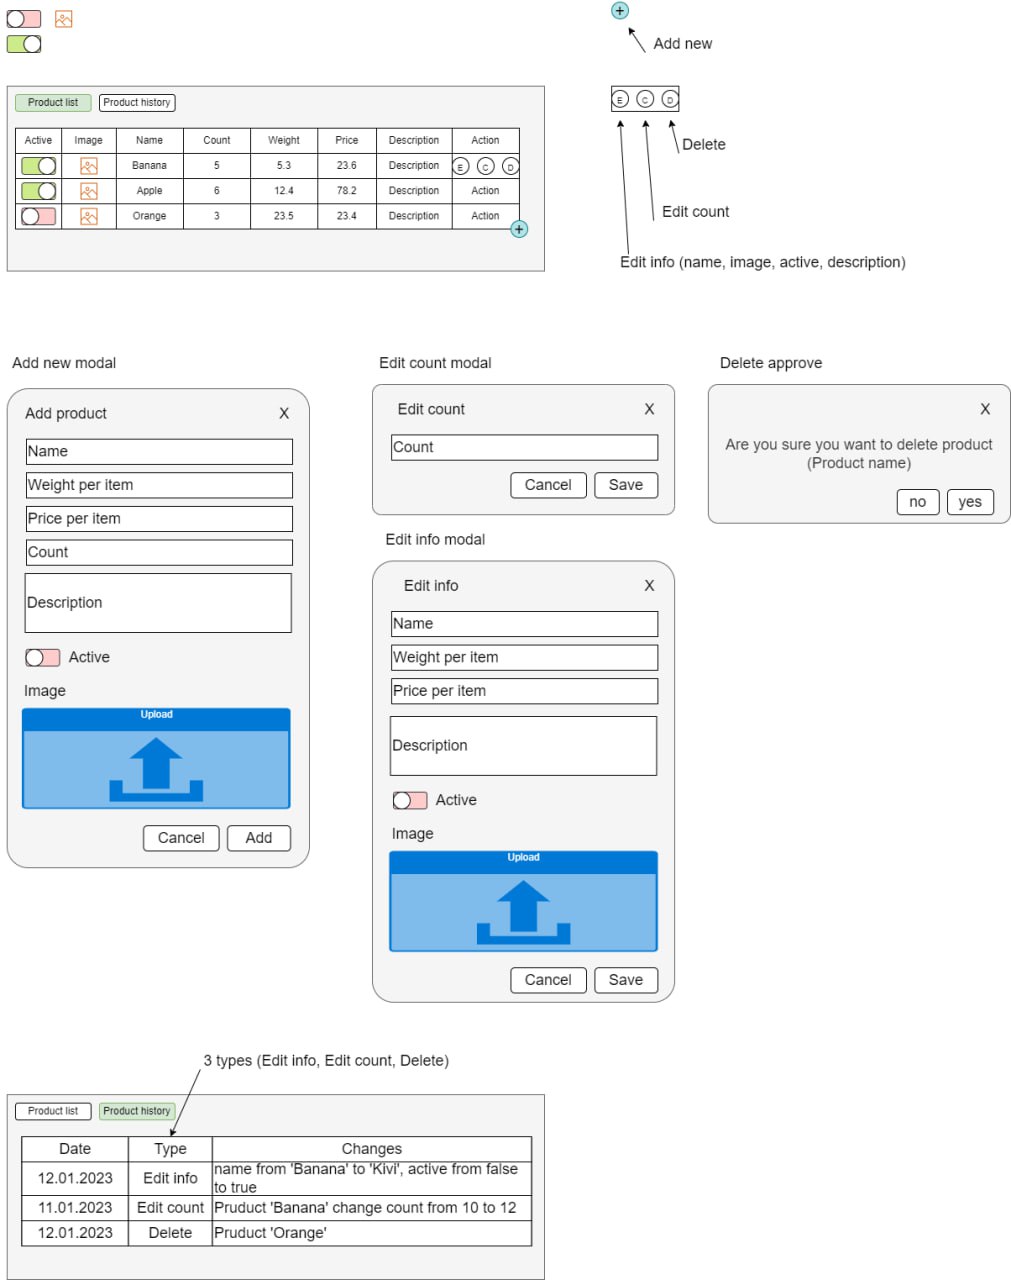 Add new
Product list Product history
Active Image Name Count Weight Price Description Action
Banana 5 5.3 23.6 Description E C D
Apple 6 12.4 78.2 Description Action
Orange 3 23.5 23.4 Description Action
E C D
Delete
Edit count
Edit info (name, image, active, description)
Add new modal
Add product X
Name
Weight per item
Price per item
Count
Description
Active
Image
Upload
Cancel Add
Edit count modal
Edit count X
Count
Cancel Save
Edit info modal
Edit info X
Name
Weight per item
Price per item
Description
Active
Image
Upload
Cancel Save
Delete approve
X
Are you sure you want to delete product
(Product name)
no yes
3 types (Edit info, Edit count, Delete)
Product list Product history
Date Type Changes
12.01.2023 Edit info name from 'Banana' to 'Kivi', active from false
to true
11.01.2023 Edit count Pruduct 'Banana' change count from 10 to 12
12.01.2023 Delete Pruduct 'Orange'